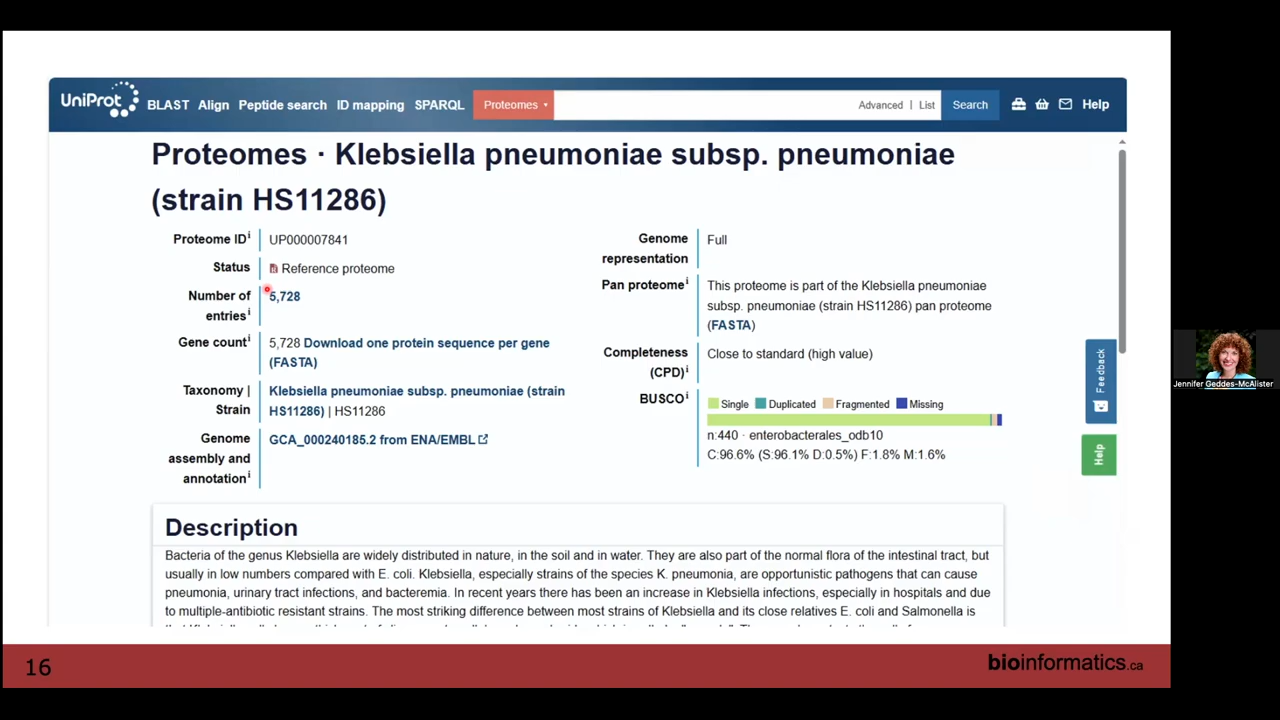 UniProt BLAST Align Peptide search ID mapping SPARQL Proteomes Advanced | List Search Help
Proteomes · Klebsiella pneumoniae subsp. pneumoniae
(strain HS11286)
Proteome ID i UP000007841
Status Reference proteome
Number of
entries i 5,728
Gene count i 5,728 Download one protein sequence per gene
(FASTA)
Taxonomy | Klebsiella pneumoniae subsp. pneumoniae (strain
Strain HS11286) | HS11286
Genome GCA_000240185.2 from ENA/EMBL
assembly and
annotation i
Genome Full
representation
Pan proteome i This proteome is part of the Klebsiella pneumoniae
subsp. pneumoniae (strain HS11286) pan proteome
(FASTA)
Completeness Close to standard (high value)
(CPD) i
BUSCO i Single Duplicated Fragmented Missing
n:440 · enterobacterales_odb10
C:96.6% (S:96.1% D:0.5%) F:1.8% M:1.6%
Feedback
Help
Description
Bacteria of the genus Klebsiella are widely distributed in nature, in the soil and in water. They are also part of the normal flora of the intestinal tract, but
usually in low numbers compared with E. coli. Klebsiella, especially strains of the species K. pneumonia, are opportunistic pathogens that can cause
pneumonia, urinary tract infections, and bacteremia. In recent years there has been an increase in Klebsiella infections, especially in hospitals and due
to multiple-antibiotic resistant strains. The most striking difference between most strains of Klebsiella and its close relatives E. coli and Salmonella is
16
bioinformatics.ca
Jennifer Geddes-McAlister